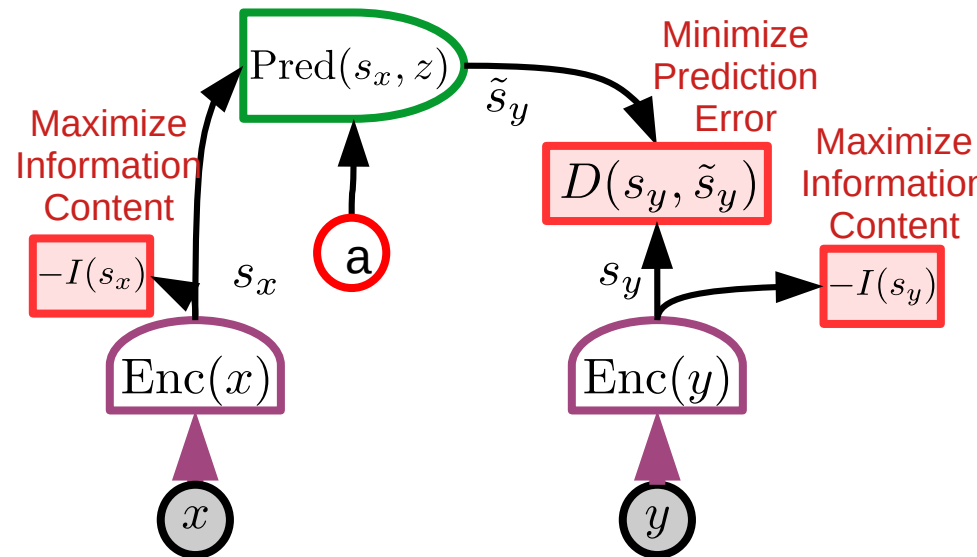 Pred(s_x, z)
s̃_y
Minimize
Prediction
Error
Maximize
Information
Content
Maximize
Information
Content
D(s_y, s̃_y)
-I(s_x)
s_x
a
s_y
-I(s_y)
Enc(x)
Enc(y)
x
y